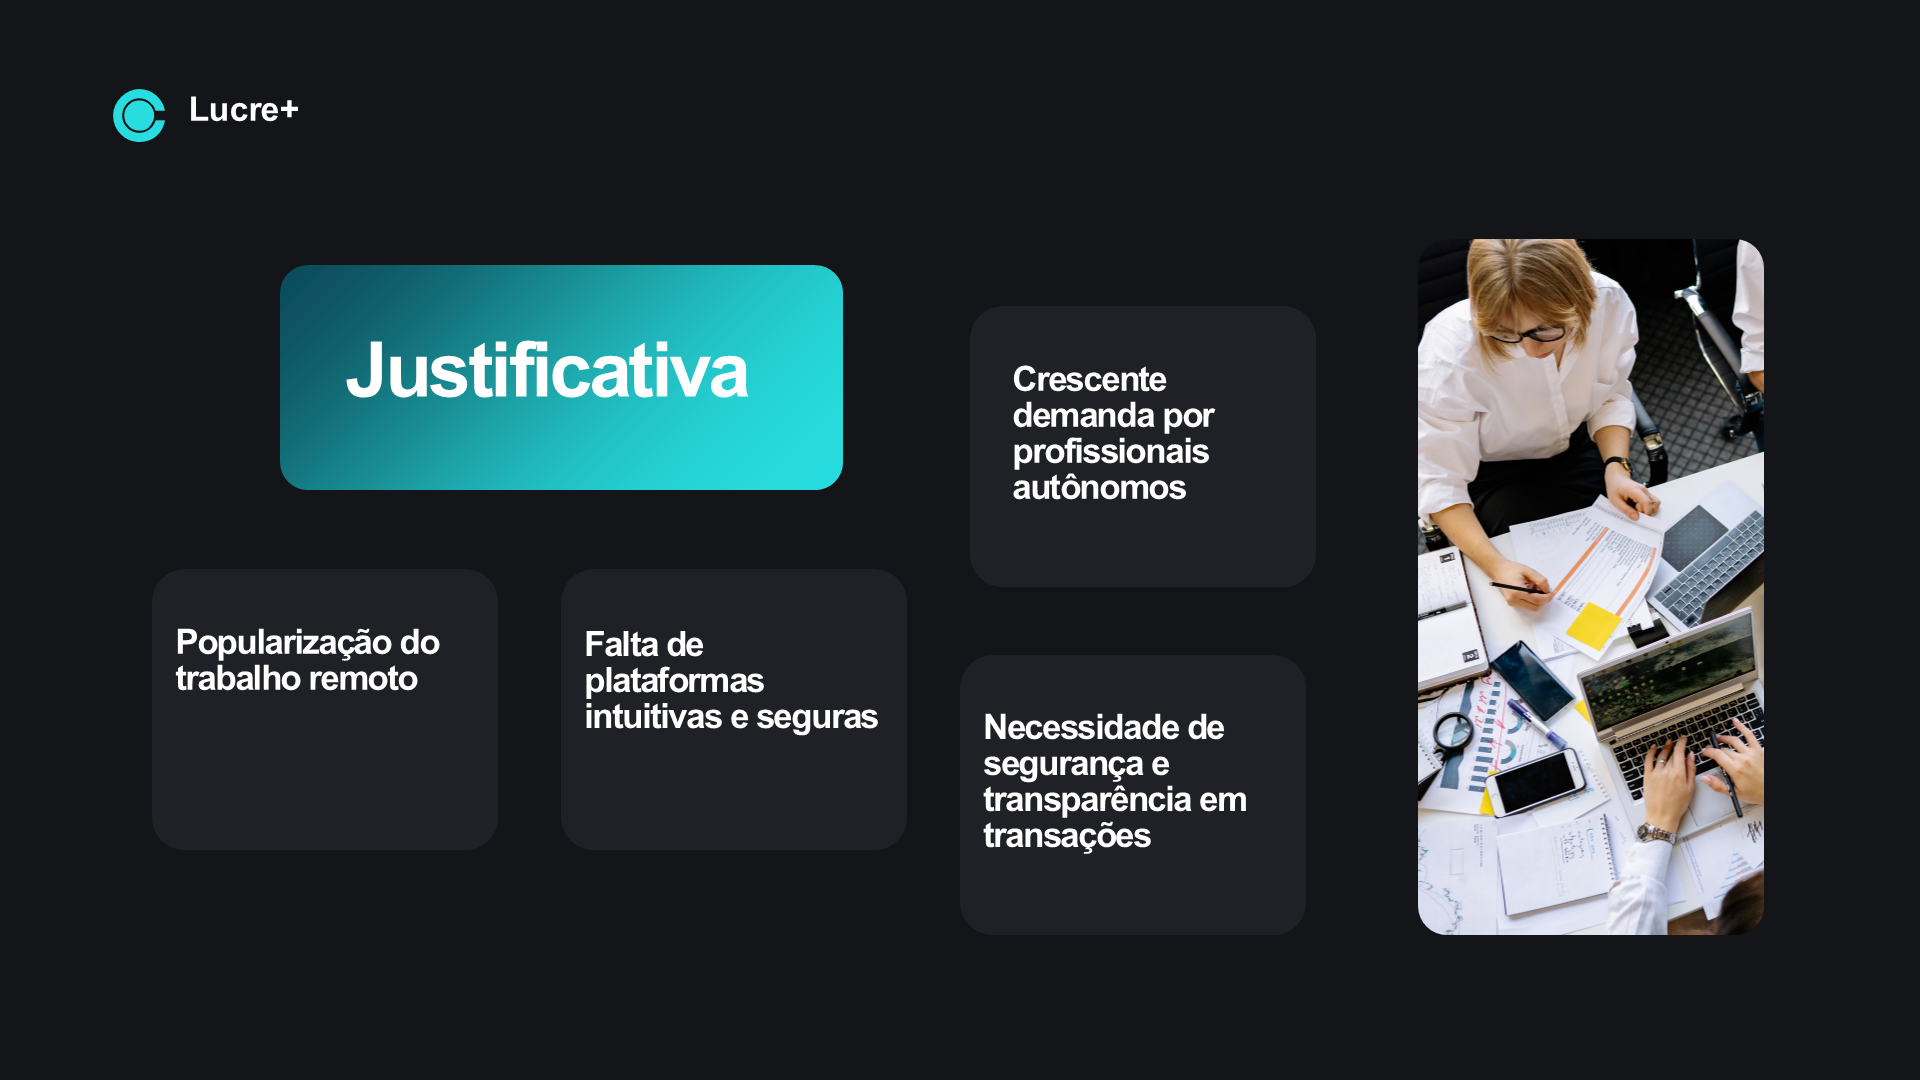 Lucre+
Justificativa
Crescente
demanda por
profissionais
autônomos
Popularização do
trabalho remoto
Falta de
plataformas
intuitivas e seguras
Necessidade de
segurança e
transparência em
transações